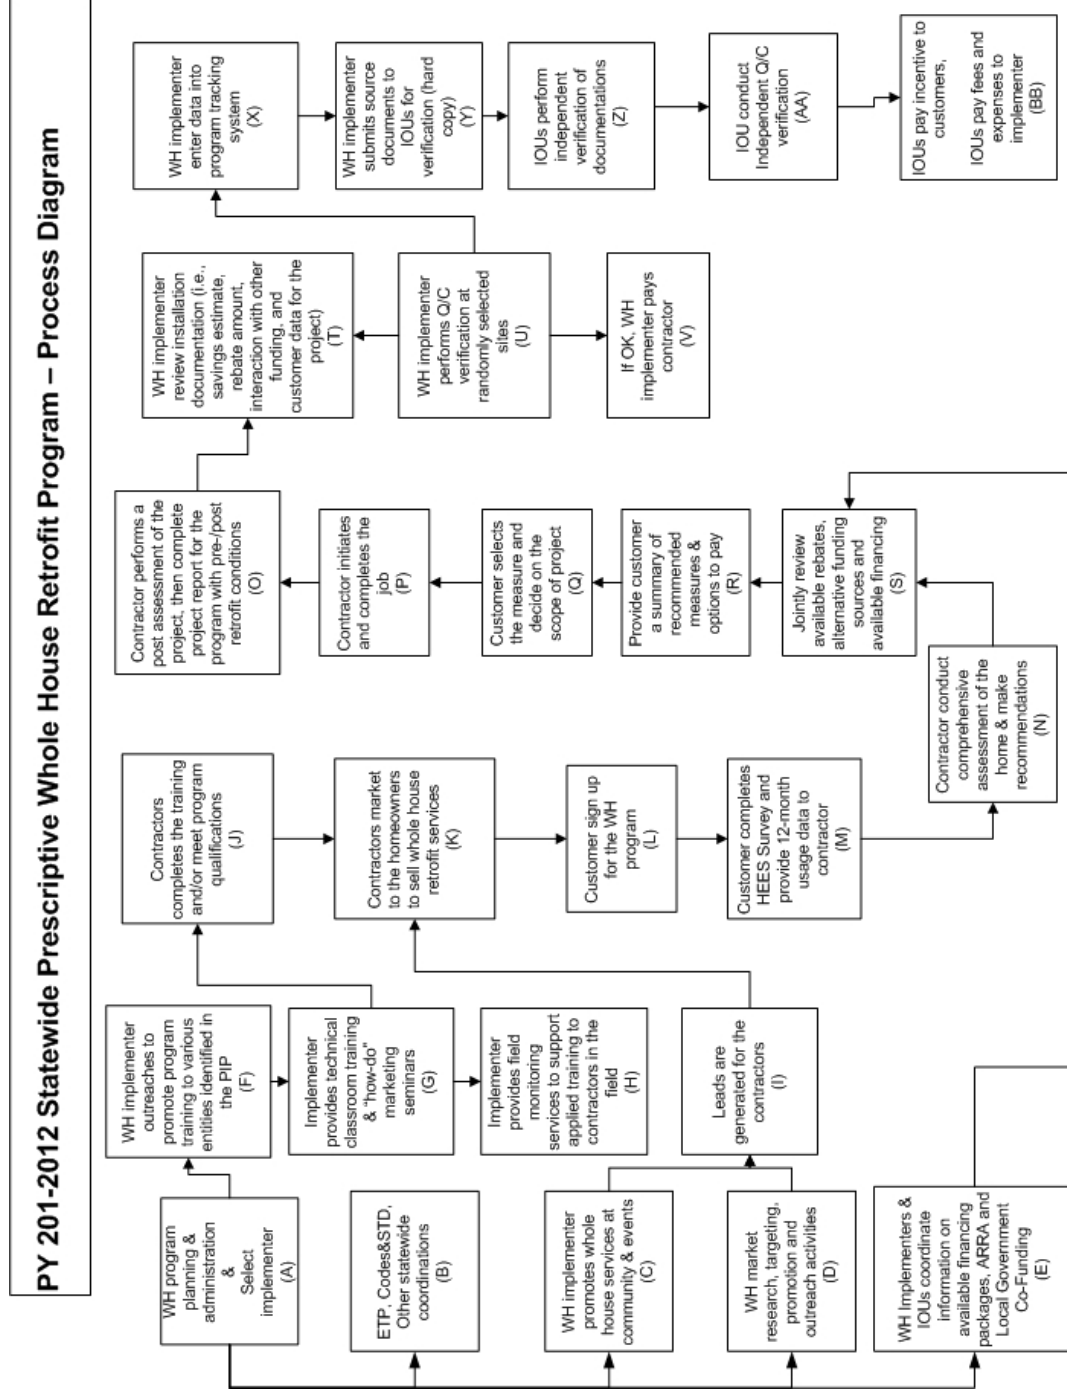 PY 201-2012 Statewide Prescriptive Whole House Retrofit Program – Process Diagram
WH program
planning &
administration
&
Select
implementer
(A)
ETP, Codes&STD,
Other statewide
coordinations
(B)
WH implementer
promotes whole
house services at
community & events
(C)
WH market
research, targeting,
promotion and
outreach activities
(D)
WH Implementers &
IOUs coordinate
information on
available financing
packages, ARRA and
Local Government
Co-Funding
(E)
WH implementer
outreaches to
promote program
training to various
entities identified in
the PIP
(F)
Implementer
provides technical
classroom training
& "how-do"
marketing
seminars
(G)
Implementer
provides field
monitoring
services to support
applied training to
contractors in the
field
(H)
Leads are
generated for the
contractors
(I)
Contractors
completes the training
and/or meet program
qualifications
(J)
Contractors market
to the homeowners
to sell whole house
retrofit services
(K)
Customer sign up
for the WH
program
(L)
Customer completes
HEES Survey and
provide 12-month
usage data to
contractor
(M)
Contractor conduct
comprehensive
assessment of the
home & make
recommendations
(N)
Contractor performs a
post assessment of the
project, then complete
project report for the
program with pre-/post
retrofit conditions
(O)
Contractor initiates
and completes the
job
(P)
Customer selects
the measure and
decide on the
scope of project
(Q)
Provide customer
a summary of
recommended
measures &
options to pay
(R)
Jointly review
available rebates,
alternative funding
sources and
available financing
(S)
WH implementer
review installation
documentation (i.e.,
savings estimate,
rebate amount,
interaction with other
funding, and
customer data for the
project)
(T)
WH implementer
performs Q/C
verification at
randomly selected
sites
(U)
If OK, WH
implementer pays
contractor
(V)
WH implementer
enter data into
program tracking
system
(X)
WH implementer
submits source
documents to
IOUs for
verification (hard
copy)
(Y)
IOUs perform
independent
verification of
documentations
(Z)
IOU conduct
Independent Q/C
verification
(AA)
IOUs pay incentive to
customers,
IOUs pay fees and
expenses to
implementer
(BB)